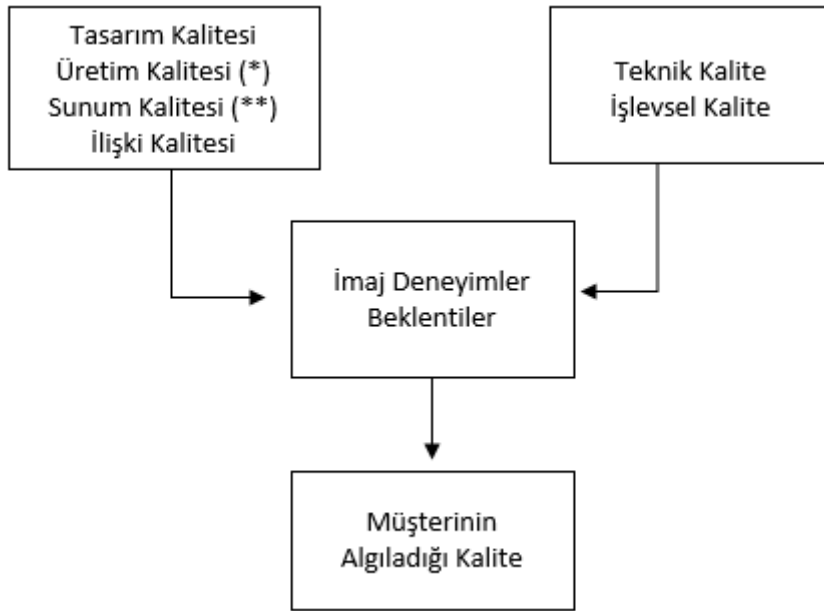 Tasarım Kalitesi
Üretim Kalitesi (*)
Sunum Kalitesi (**)
İlişki Kalitesi
Teknik Kalite
İşlevsel Kalite
İmaj Deneyimler
Beklentiler
Müşterinin
Algıladığı Kalite